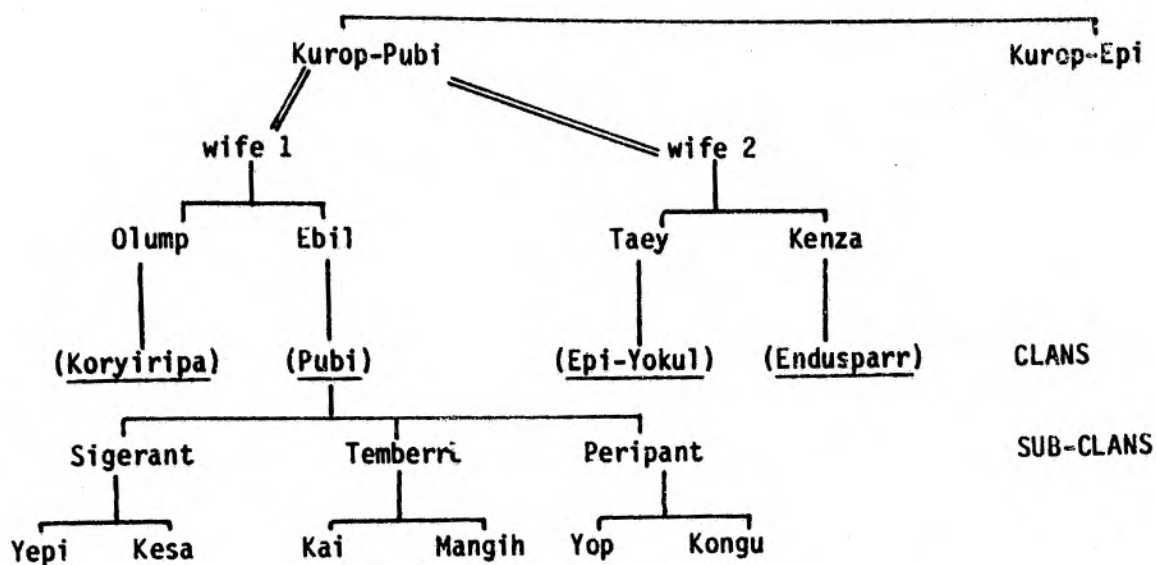 Kurop-Pubi Kurop-Epi
wife 1 wife 2
Olump Ebil Taey Kenza
(Koryiripa) (Pubi) (Epi-Yokul) (Endusparr) CLANS
Sigerant Temberri Peripant SUB-CLANS
Yepi Kesa Kai Mangih Yop Kongu